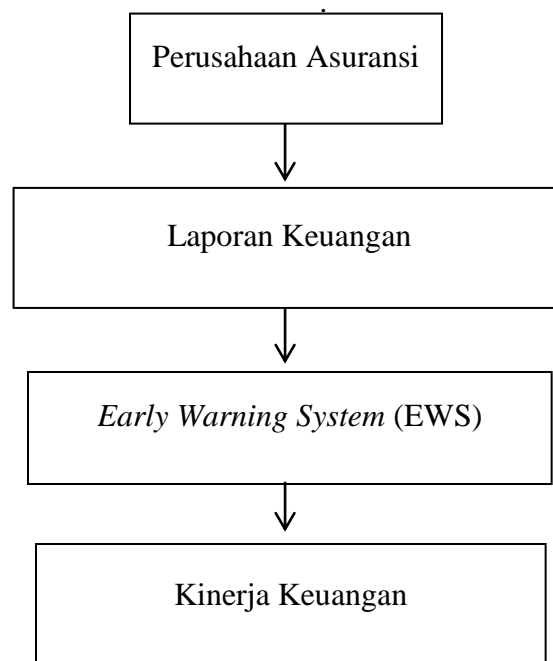 Perusahaan Asuransi
Laporan Keuangan
Early Warning System (EWS)
Kinerja Keuangan